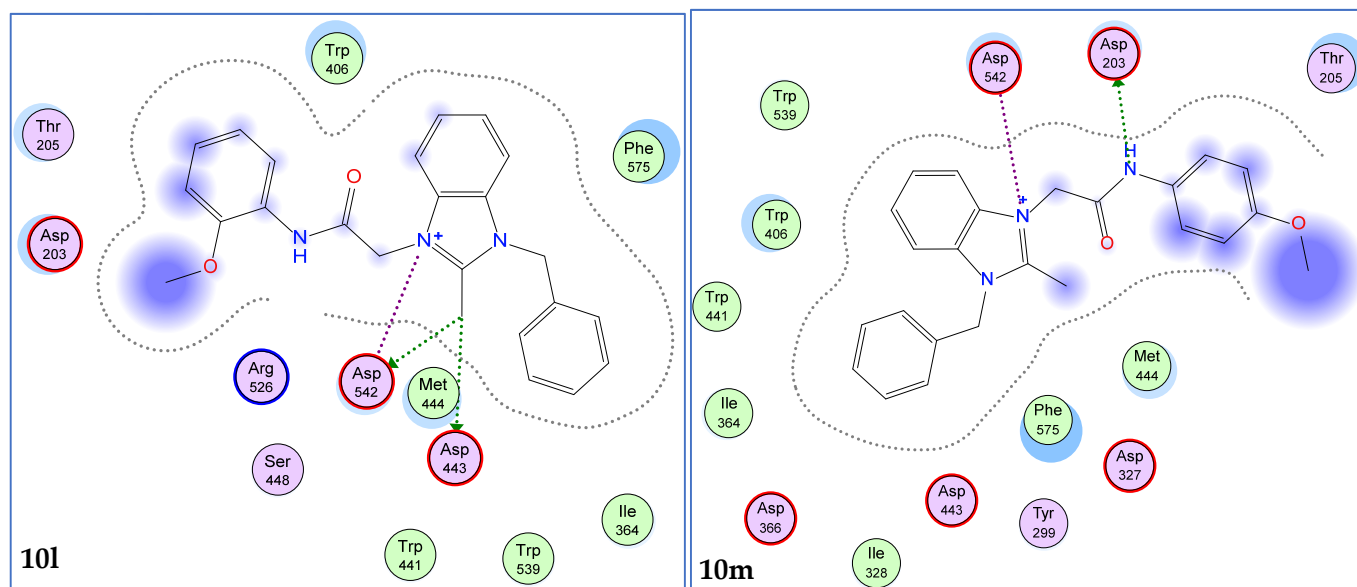 Trp
406
Thr
205
Phe
575
O
Asp
203
N
H
N+
N
O
Arg
526
Asp
542
Met
444
Asp
443
Ser
448
Ile
364
Trp
441
Trp
539
10l
Asp
542
Asp
203
Thr
205
Trp
539
H
N
N+
O
O
Trp
406
N
Trp
441
Met
444
Ile
364
Phe
575
Asp
327
Asp
443
Asp
366
Tyr
299
Ile
328
10m